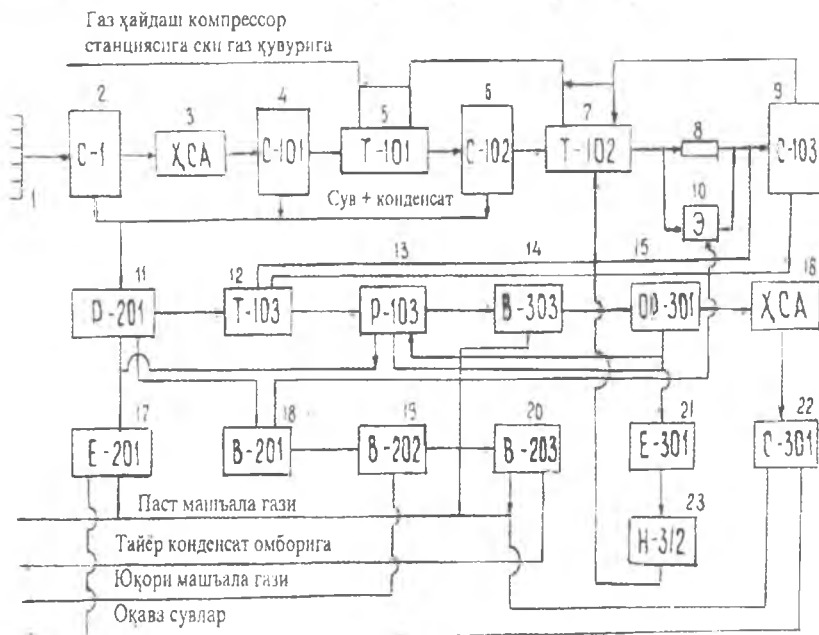 Газ ҳайдаш компрессор
станциясига ски газ қувурига
2
3
4
5
6
7
8
9
С-1
ҲСА
С-101
Т-101
С-102
Т-102
С-103
1
Сув + конденсат
10
Э
11
12
13
14
15
16
Р-201
Т-103
Р-103
В-303
ОР-301
ҲСА
17
18
19
20
21
22
Е-201
В-201
В-202
В-203
Е-301
С-301
Паст машъала гази
23
Тайёр конденсат омборига
Н-312
Юқори машъала гази
Оқава сувлар